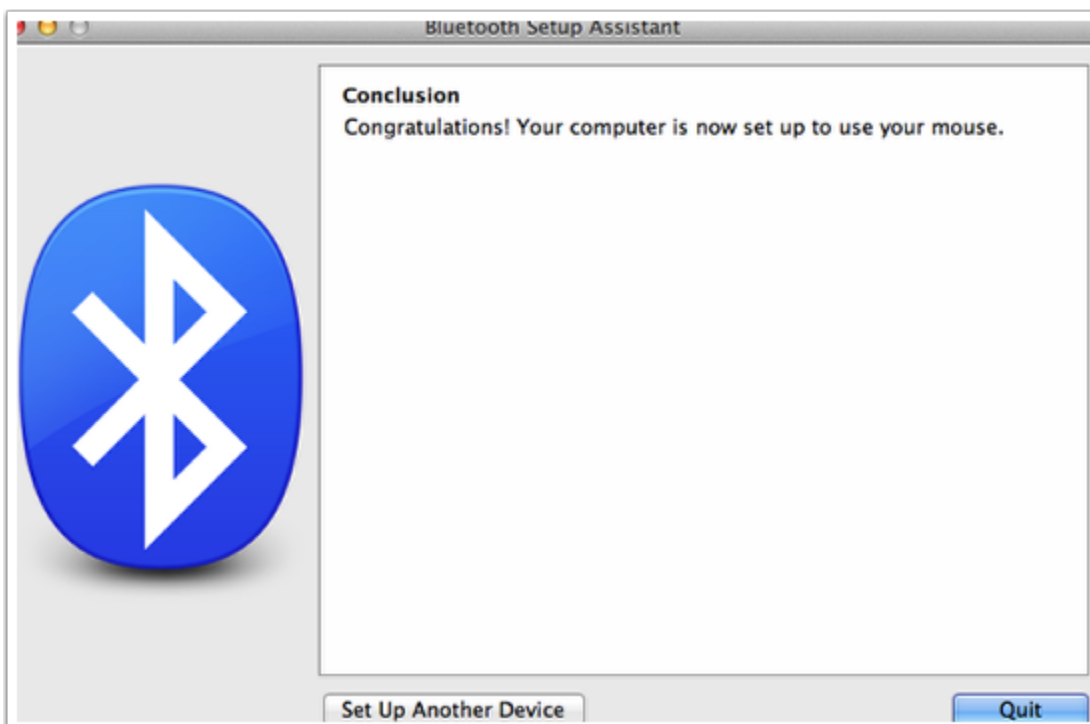 Bluetooth Setup Assistant
Conclusion
Congratulations! Your computer is now set up to use your mouse.
Set Up Another Device
Quit